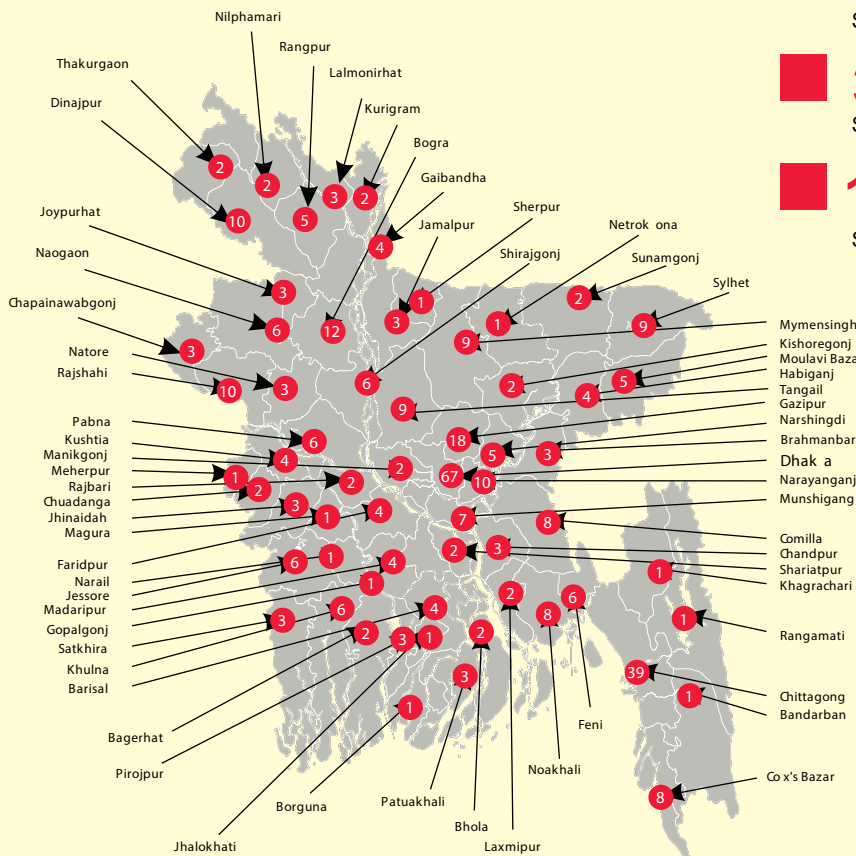 Nilphamari
Rangpur
Thakurgaon
Lalmonirhat
Dinajpur
Kurigram
Bogra
Gaibandha
Joypurhat
Jamalpur
Sherpur
Netrok ona
Naogaon
Shirajgonj
Sunamgonj
Sylhet
Chapainawabgonj
Natore
Rajshahi
Mymensingh
Kishoregonj
Moulavi Baza
Habiganj
Tangail
Gazipur
Narshingdi
Brahmanbar
Dhak a
Narayanganj
Munshigang
Pabna
Kushtia
Manikgonj
Meherpur
Rajbari
Chuadanga
Jhinaidah
Magura
Faridpur
Narail
Jessore
Madaripur
Gopalgonj
Satkhira
Khulna
Barisal
Comilla
Chandpur
Shariatpur
Khagrachari
Rangamati
Chittagong
Bandarban
Co x's Bazar
Bagerhat
Pirojpur
Borguna
Jhalokhati
Patuakhali
Bhola
Laxmipur
Noakhali
Feni
2
2
3
2
10
5
4
3
1
2
6
12
3
1
9
9
3
10
3
6
2
4
5
9
6
18
5
3
4
2
1
2
2
67
10
3
1
4
7
8
6
1
4
2
3
1
1
6
4
2
8
6
3
2
3
1
2
1
3
39
1
1
8